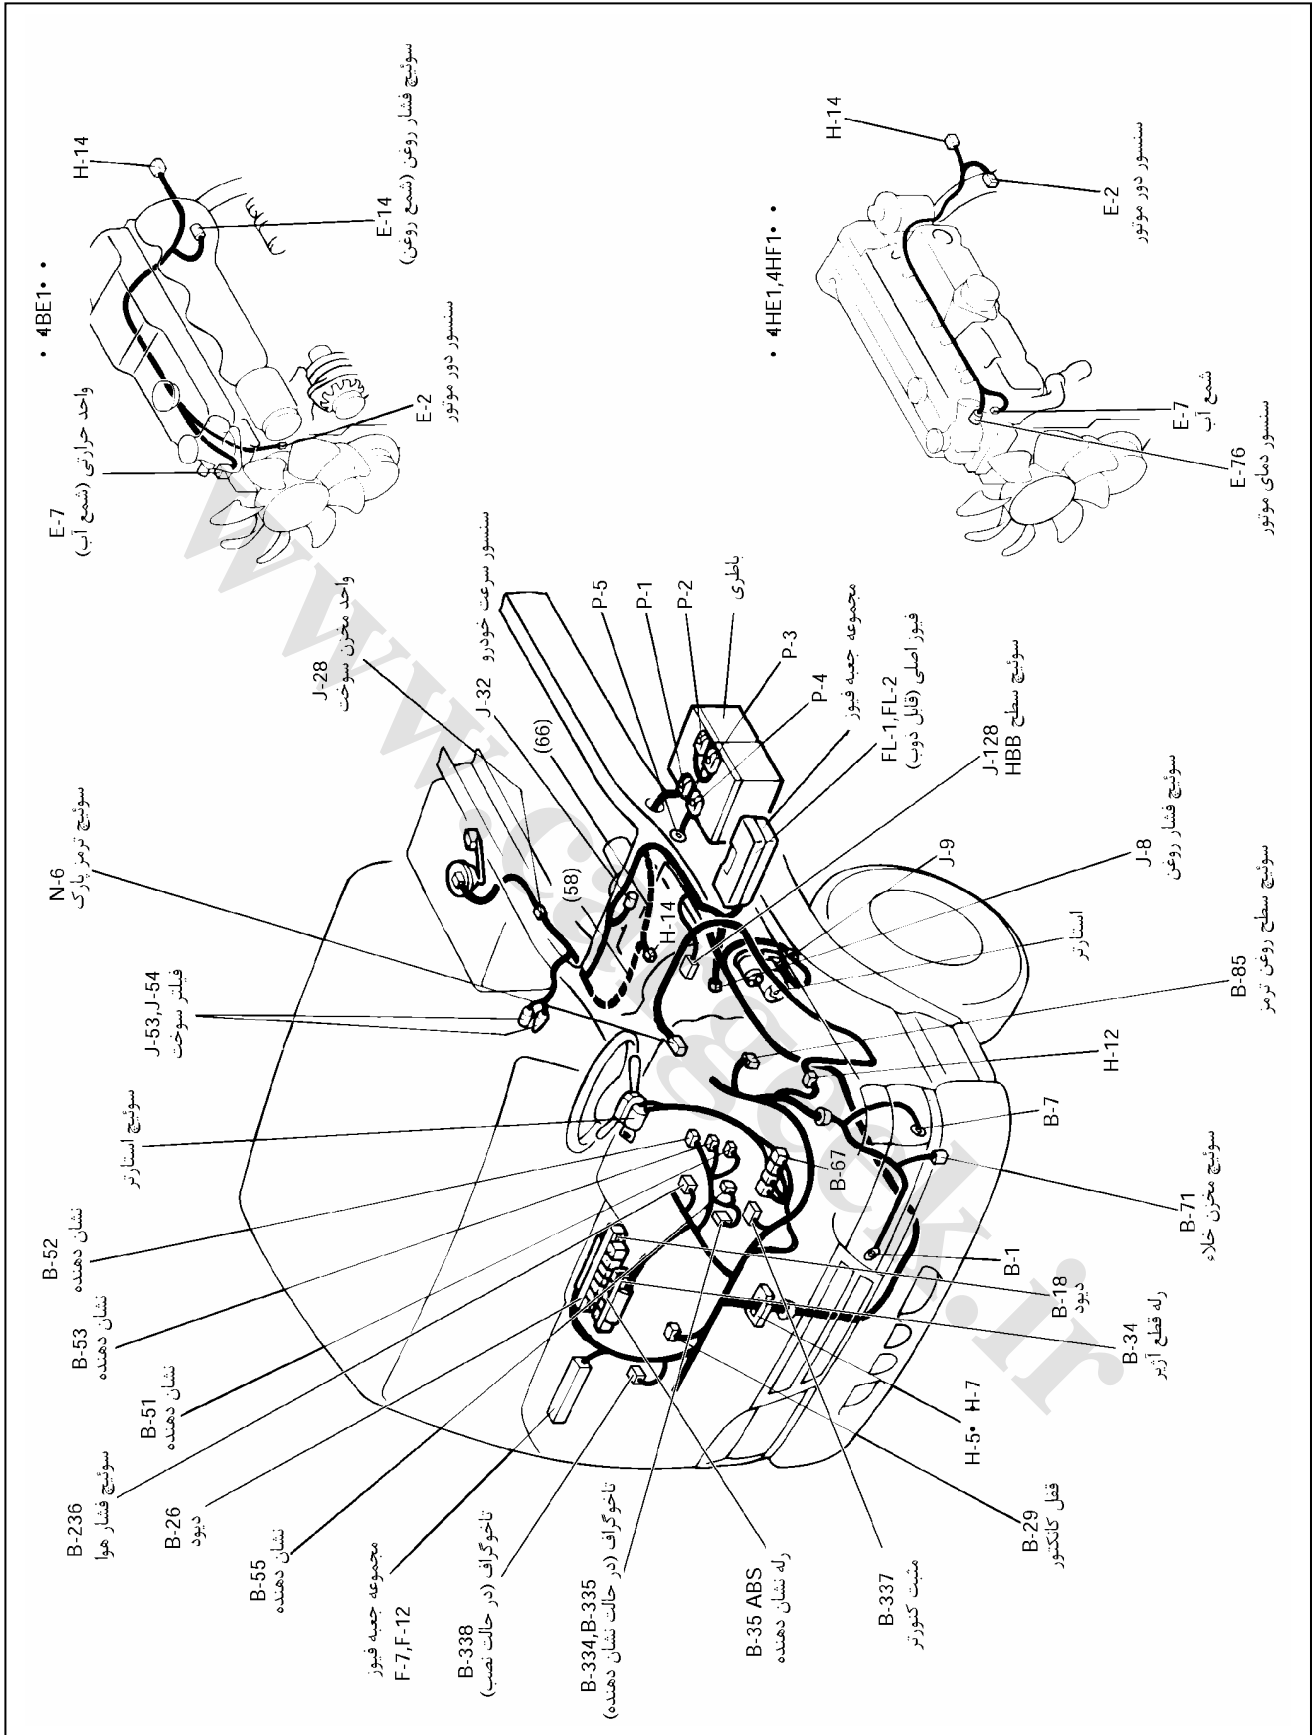 • 4BE1 •
H-14
E-14
سوئیچ فشار روغن (شمع روغن)
E-2
سنسور دور موتور
E-7
واحد حرارتی (شمع آب)
• 4HE1,4HF1 •
H-14
E-2
سنسور دور موتور
E-7
شمع آب
E-76
سنسور دمای موتور
J-28
واحد مخزن سوخت
J-32 سنسور سرعت خودرو
(66)
P-5
P-1
P-2
باطری
P-3
P-4
مجموعه جعبه فیوز
FL-1,FL-2
فیوز اصلی (قابل ذوب)
J-128
سوئیچ سطح HBB
J-9
J-8
سوئیچ فشار روغن
استارتر
B-85
سوئیچ سطح روغن ترمز
H-12
B-7
B-71
سوئیچ مخزن خلاء
B-67
B-1
B-18
دیود
B-34
رله قطع آژیر
H-5• H-7
B-29
قفل کانکتور
B-337
مثبت کنورتر
B-35 ABS
رله نشان دهنده
B-334,B-335
تاخوگراف (در حالت نشان دهنده)
B-338
تاخوگراف (در حالت نصب)
مجموعه جعبه فیوز
F-7,F-12
B-55
نشان دهنده
B-26
دیود
B-236
سوئیچ فشار هوا
B-51
نشان دهنده
B-53
نشان دهنده
B-52
نشان دهنده
سوئیچ استارتر
J-53,J-54
فیلتر سوخت
N-6
سوئیچ ترمز پارک
(58)
H-14
www.cargeek.ir